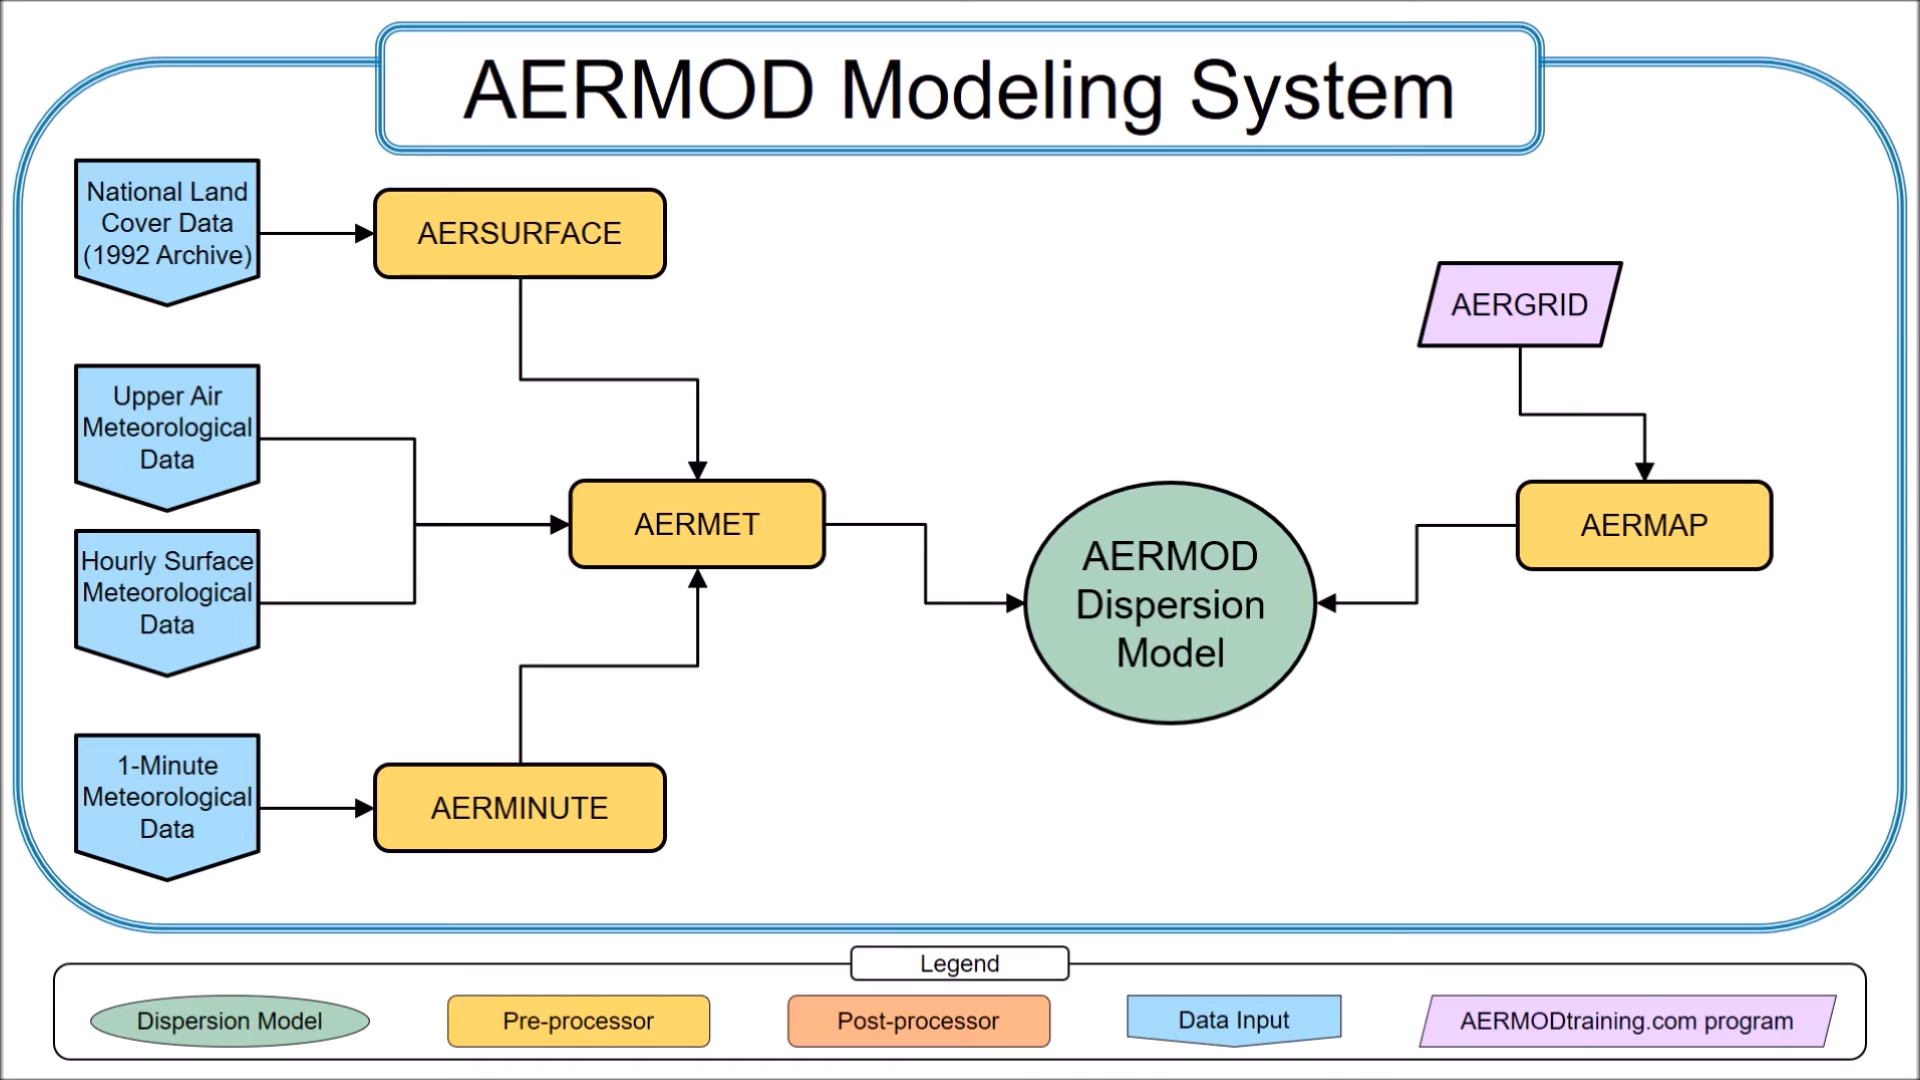 AERMOD Modeling System
National Land
Cover Data
(1992 Archive)
AERSURFACE
AERGRID
Upper Air
Meteorological
Data
Hourly Surface
Meteorological
Data
AERMET
AERMOD
Dispersion
Model
AERMAP
1-Minute
Meteorological
Data
AERMINUTE
Legend
Dispersion Model
Pre-processor
Post-processor
Data Input
AERMODtraining.com program